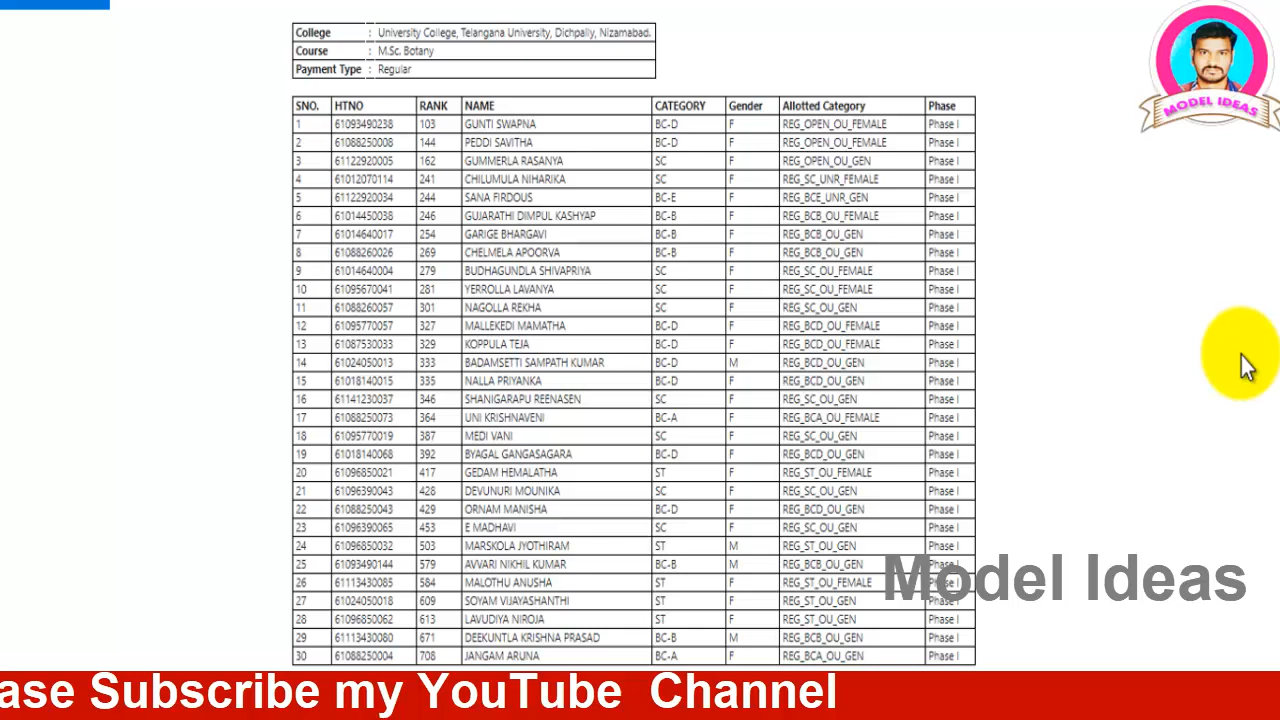 College : University College, Telangana University, Dichpally, Nizamabad.
Course : M.Sc. Botany
Payment Type : Regular
MODEL IDEAS
SNO. HTNO RANK NAME CATEGORY Gender Allotted Category Phase
1 61093490238 103 GUNTI SWAPNA BC-D F REG_OPEN_OU_FEMALE Phase I
2 61088250008 144 PEDDI SAVITHA BC-D F REG_OPEN_OU_FEMALE Phase I
3 61122920005 162 GUMMERLA RASANYA SC F REG_OPEN_OU_GEN Phase I
4 61012070114 241 CHILUMULA NIHARIKA SC F REG_SC_UNR_FEMALE Phase I
5 61122920034 244 SANA FIRDOUS BC-E F REG_BCE_UNR_GEN Phase I
6 61014450038 246 GUJARATHI DIMPUL KASHYAP BC-B F REG_BCB_OU_FEMALE Phase I
7 61014640017 254 GARIGE BHARGAVI BC-B F REG_BCB_OU_GEN Phase I
8 61088260026 269 CHELMELA APOORVA BC-B F REG_BCB_OU_GEN Phase I
9 61014640004 279 BUDHAGUNDLA SHIVAPRIYA SC F REG_SC_OU_FEMALE Phase I
10 61095670041 281 YERROLLA LAVANYA SC F REG_SC_OU_FEMALE Phase I
11 61088260057 301 NAGOLLA REKHA SC F REG_SC_OU_GEN Phase I
12 61095770057 327 MALLEKEDI MAMATHA BC-D F REG_BCD_OU_FEMALE Phase I
13 61087530033 329 KOPPULA TEJA BC-D F REG_BCD_OU_FEMALE Phase I
14 61024050013 333 BADAMSETTI SAMPATH KUMAR BC-D M REG_BCD_OU_GEN Phase I
15 61018140015 335 NALLA PRIYANKA BC-D F REG_BCD_OU_GEN Phase I
16 61141230037 346 SHANIGARAPU REENASEN SC F REG_SC_OU_GEN Phase I
17 61088250073 364 UNI KRISHNAVENI BC-A F REG_BCA_OU_FEMALE Phase I
18 61095770019 387 MEDI VANI SC F REG_SC_OU_GEN Phase I
19 61018140068 392 BYAGAL GANGASAGARA BC-D F REG_BCD_OU_GEN Phase I
20 61096850021 417 GEDAM HEMALATHA ST F REG_ST_OU_FEMALE Phase I
21 61096390043 428 DEVUNURI MOUNIKA SC F REG_SC_OU_GEN Phase I
22 61088250043 429 ORNAM MANISHA BC-D F REG_BCD_OU_GEN Phase I
23 61096390065 453 E MADHAVI SC F REG_SC_OU_GEN Phase I
24 61096850032 503 MARSKOLA JYOTHIRAM ST M REG_ST_OU_GEN Phase I
25 61093490144 579 AVVARI NIKHIL KUMAR BC-B M REG_BCB_OU_GEN Phase I
26 61113430085 584 MALOTHU ANUSHA ST F REG_ST_OU_FEMALE Phase I
Model Ideas
27 61024050018 609 SOYAM VIJAYASHANTHI ST F REG_ST_OU_GEN Phase I
28 61096850062 613 LAVUDIYA NIROJA ST F REG_ST_OU_GEN Phase I
29 61113430080 671 DEEKUNTLA KRISHNA PRASAD BC-B M REG_BCB_OU_GEN Phase I
30 61088250004 708 JANGAM ARUNA BC-A F REG_BCA_OU_GEN Phase I
ase Subscribe my YouTube Channel